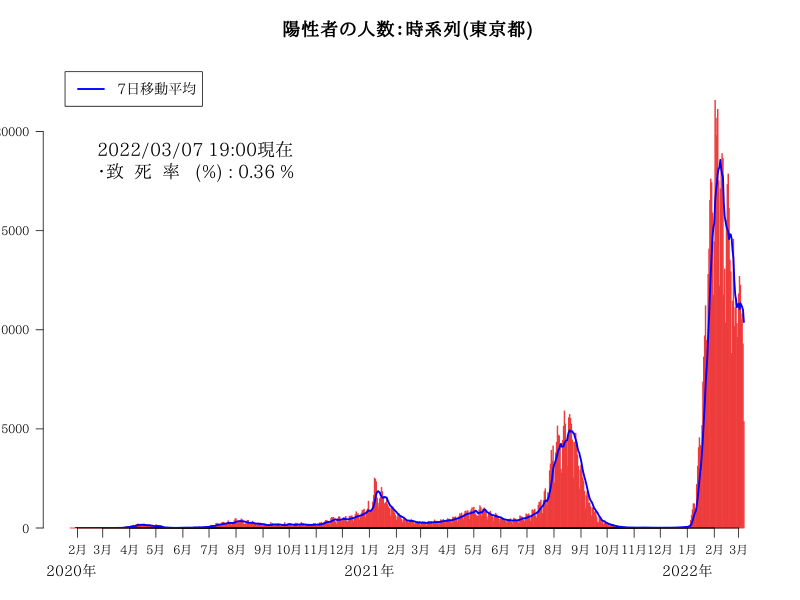 陽性者の人数：時系列(東京都)
7日移動平均
2022/03/07 19:00現在
・致 死 率 (%) : 0.36 %
0000
5000
0000
5000
0
2月 3月 4月 5月 6月 7月 8月 9月 10月 11月 12月 1月 2月 3月 4月 5月 6月 7月 8月 9月 10月 11月 12月 1月 2月 3月
2020年 2021年 2022年